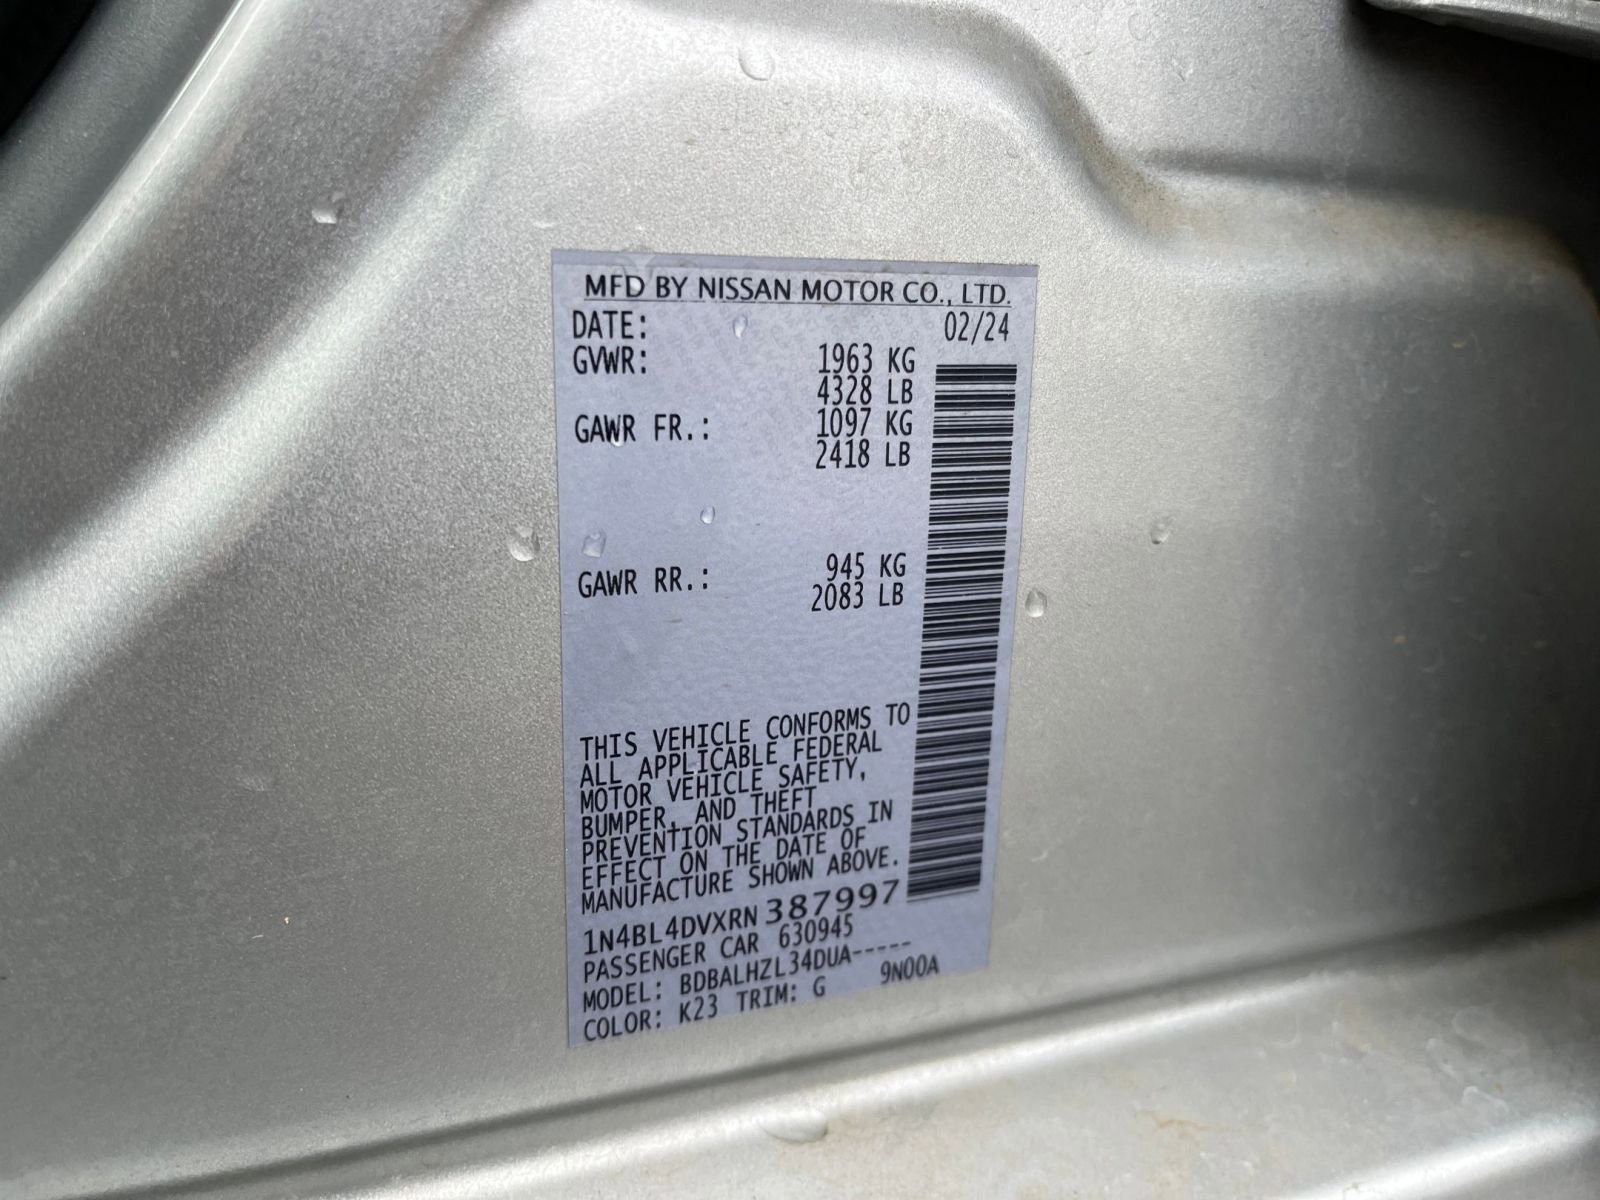 MFD BY NISSAN MOTOR CO., LTD.
DATE: 02/24
GVWR: 1963 KG
4328 LB
GAWR FR.: 1097 KG
2418 LB
GAWR RR.: 945 KG
2083 LB
THIS VEHICLE CONFORMS TO
ALL APPLICABLE FEDERAL
MOTOR VEHICLE SAFETY,
BUMPER, AND THEFT
PREVENTION STANDARDS IN
EFFECT ON THE DATE OF
MANUFACTURE SHOWN ABOVE.
1N4BL4DVXRN387997
PASSENGER CAR 630945
MODEL: BDBALHZL34DUA-----
COLOR: K23 TRIM: G 9N00A